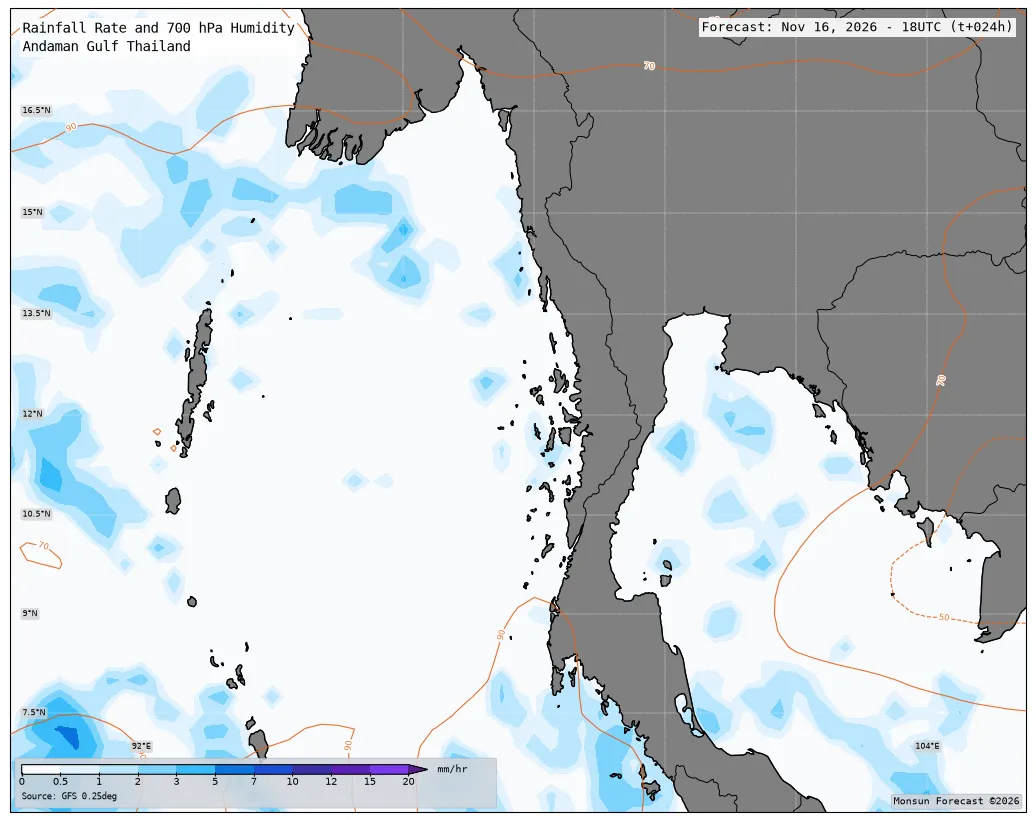 Rainfall Rate and 700 hPa Humidity
Andaman Gulf Thailand
Forecast: Nov 16, 2026 - 18UTC (t+024h)
70
16.5°N
90
15°N
13.5°N
70
12°N
10.5°N
70
50
9°N
90
7.5°N
92°E
90
104°E
mm/hr
0 0.5 1 2 3 5 7 10 12 15 20
Source: GFS 0.25deg
Monsun Forecast ©2026